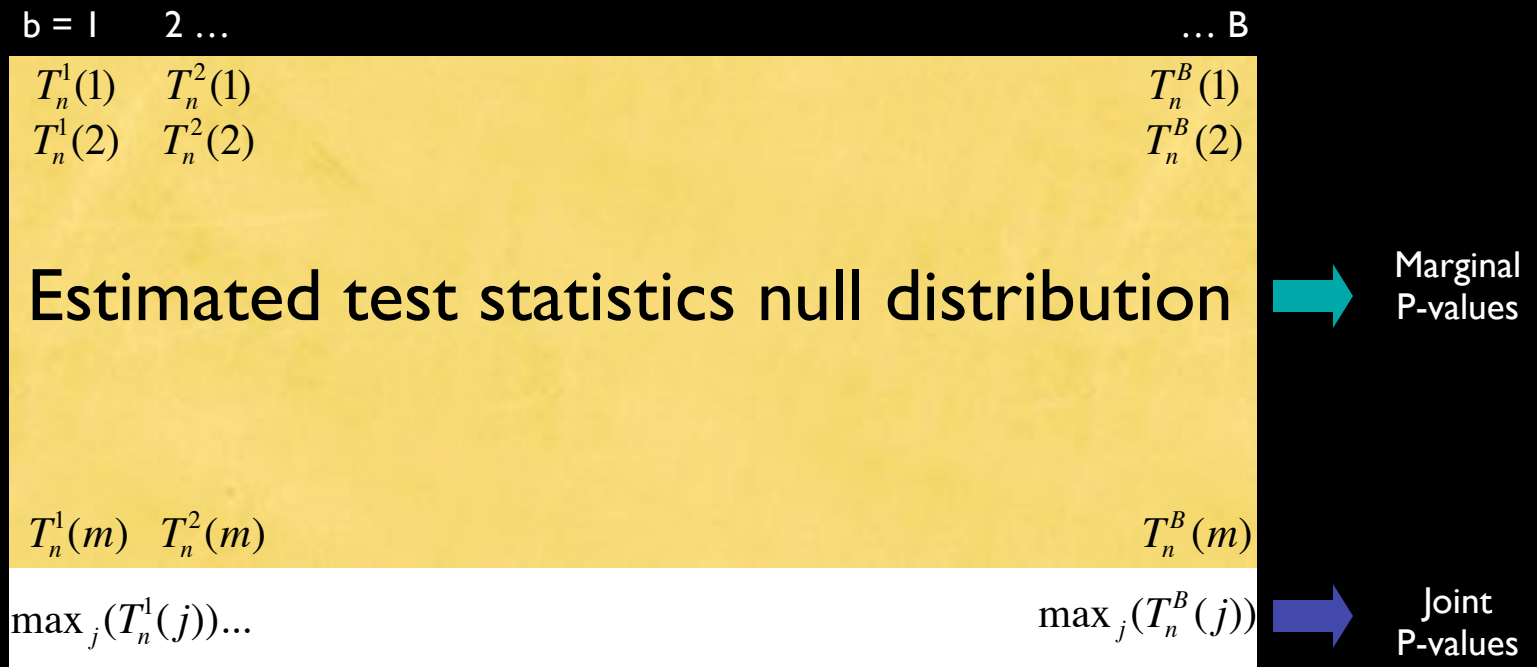 b = 1 2 … … B
T_n^1(1) T_n^2(1) T_n^B(1)
T_n^1(2) T_n^2(2) T_n^B(2)
Estimated test statistics null distribution
Marginal
P-values
T_n^1(m) T_n^2(m) T_n^B(m)
max_j(T_n^1(j))... max_j(T_n^B(j))
Joint
P-values